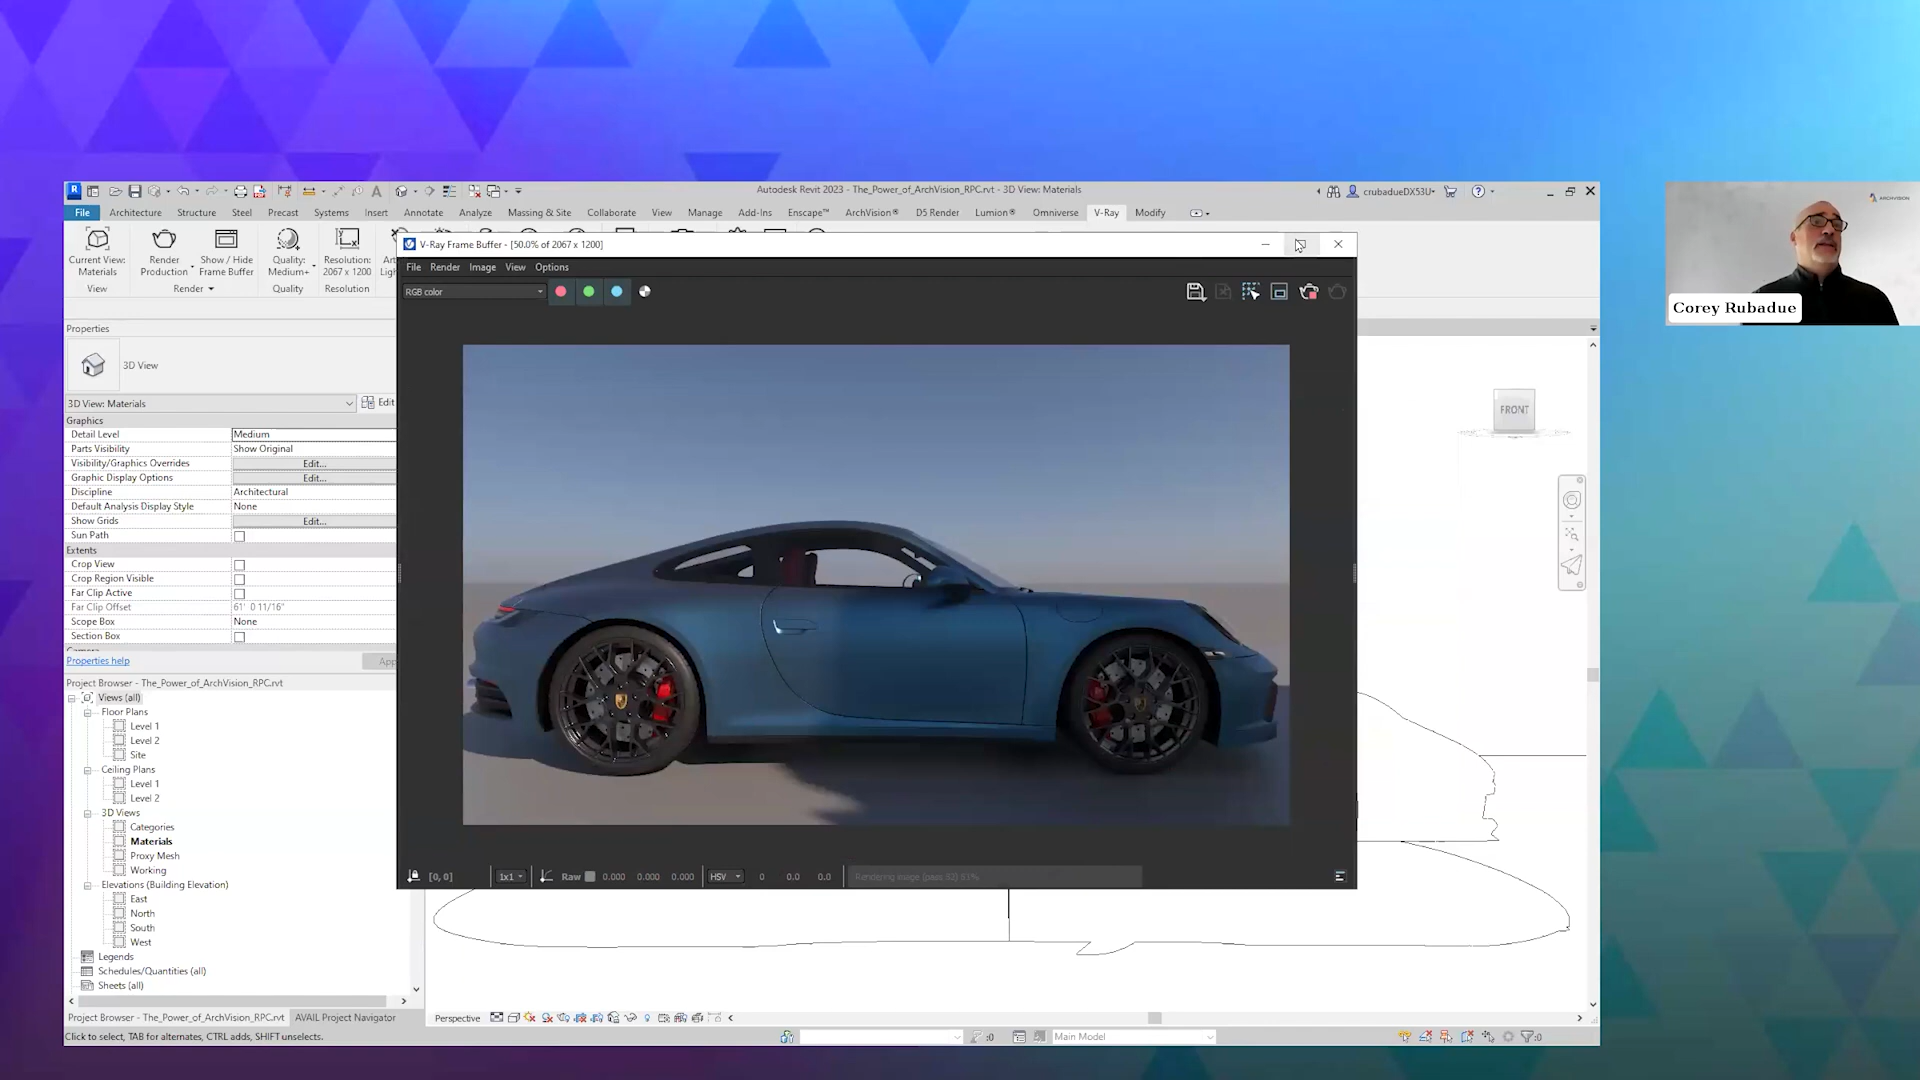 Autodesk Revit 2023 - The_Power_of_ArchVision_RPC.rvt - 3D View: Materials
crubadueDX53U
File Architecture Structure Steel Precast Systems Insert Annotate Analyze Massing & Site Collaborate View Manage Add-Ins Enscape™ ArchVision® D5 Render Lumion® Omniverse V-Ray Modify
Current View: Materials
Render Production
Show / Hide Frame Buffer
Quality: Medium+
Resolution: 2067 x 1200
View Render Quality Resolution
V-Ray Frame Buffer - [50.0% of 2067 x 1200]
File Render Image View Options
RGB color
Properties
3D View
3D View: Materials Edit
Graphics
Detail Level Medium
Parts Visibility Show Original
Visibility/Graphics Overrides Edit...
Graphic Display Options Edit...
Discipline Architectural
Default Analysis Display Style None
Show Grids Edit...
Sun Path
Extents
Crop View
Crop Region Visible
Far Clip Active
Far Clip Offset 61' 0 11/16"
Scope Box None
Section Box
Properties help
Project Browser - The_Power_of_ArchVision_RPC.rvt
Views (all)
Floor Plans
Level 1
Level 2
Site
Ceiling Plans
Level 1
Level 2
3D Views
Categories
Materials
Proxy Mesh
Working
Elevations (Building Elevation)
East
North
South
West
Legends
Schedules/Quantities (all)
Sheets (all)
Project Browser - The_Power_of_ArchVision_RPC.rvt AVAIL Project Navigator
Click to select, TAB for alternates, CTRL adds, SHIFT unselects.
[0, 0] 1x1 Raw 0.000 0.000 0.000 HSV 0 0.0 0.0
Perspective
:0 Main Model :0
FRONT
ARCHVISION
Corey Rubadue